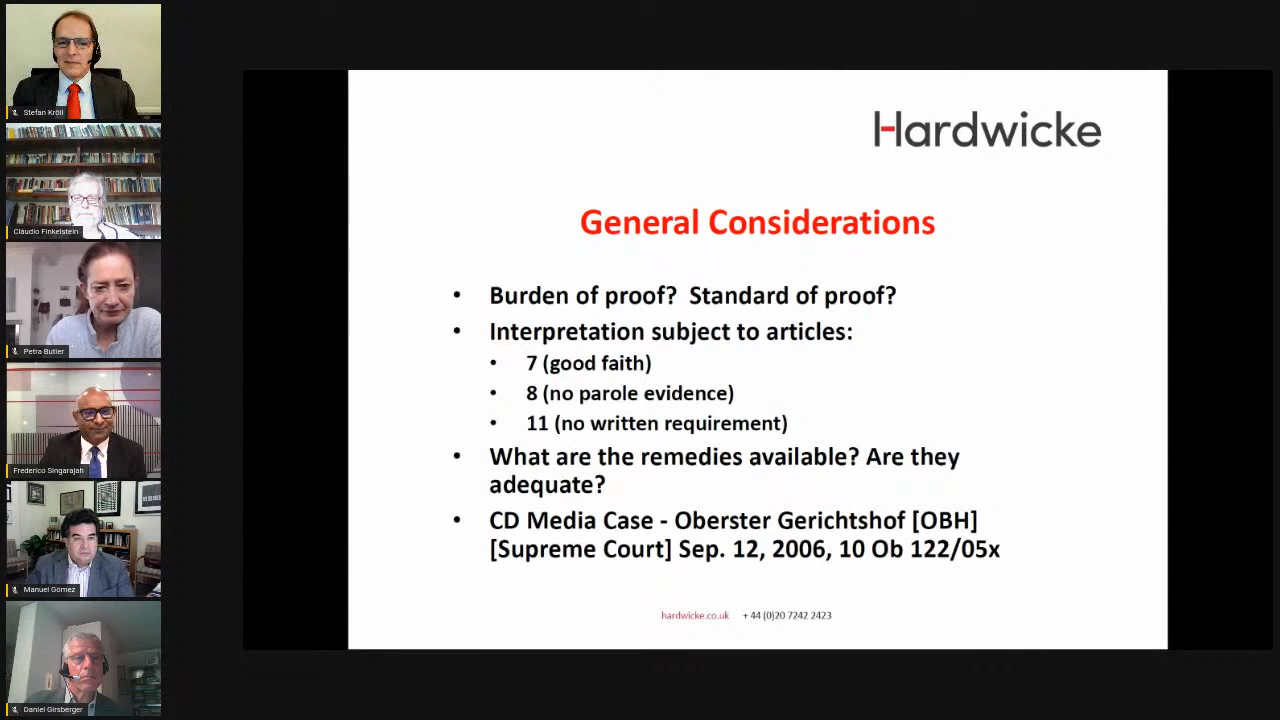 Stefan Kröll
Cláudio Finkelstein
Petra Butler
Frederico Singarajah
Manuel Gómez
Daniel Girsberger
Hardwicke
General Considerations
• Burden of proof? Standard of proof?
• Interpretation subject to articles:
• 7 (good faith)
• 8 (no parole evidence)
• 11 (no written requirement)
• What are the remedies available? Are they
adequate?
• CD Media Case - Oberster Gerichtshof [OBH]
[Supreme Court] Sep. 12, 2006, 10 Ob 122/05x
hardwicke.co.uk + 44 (0)20 7242 2423